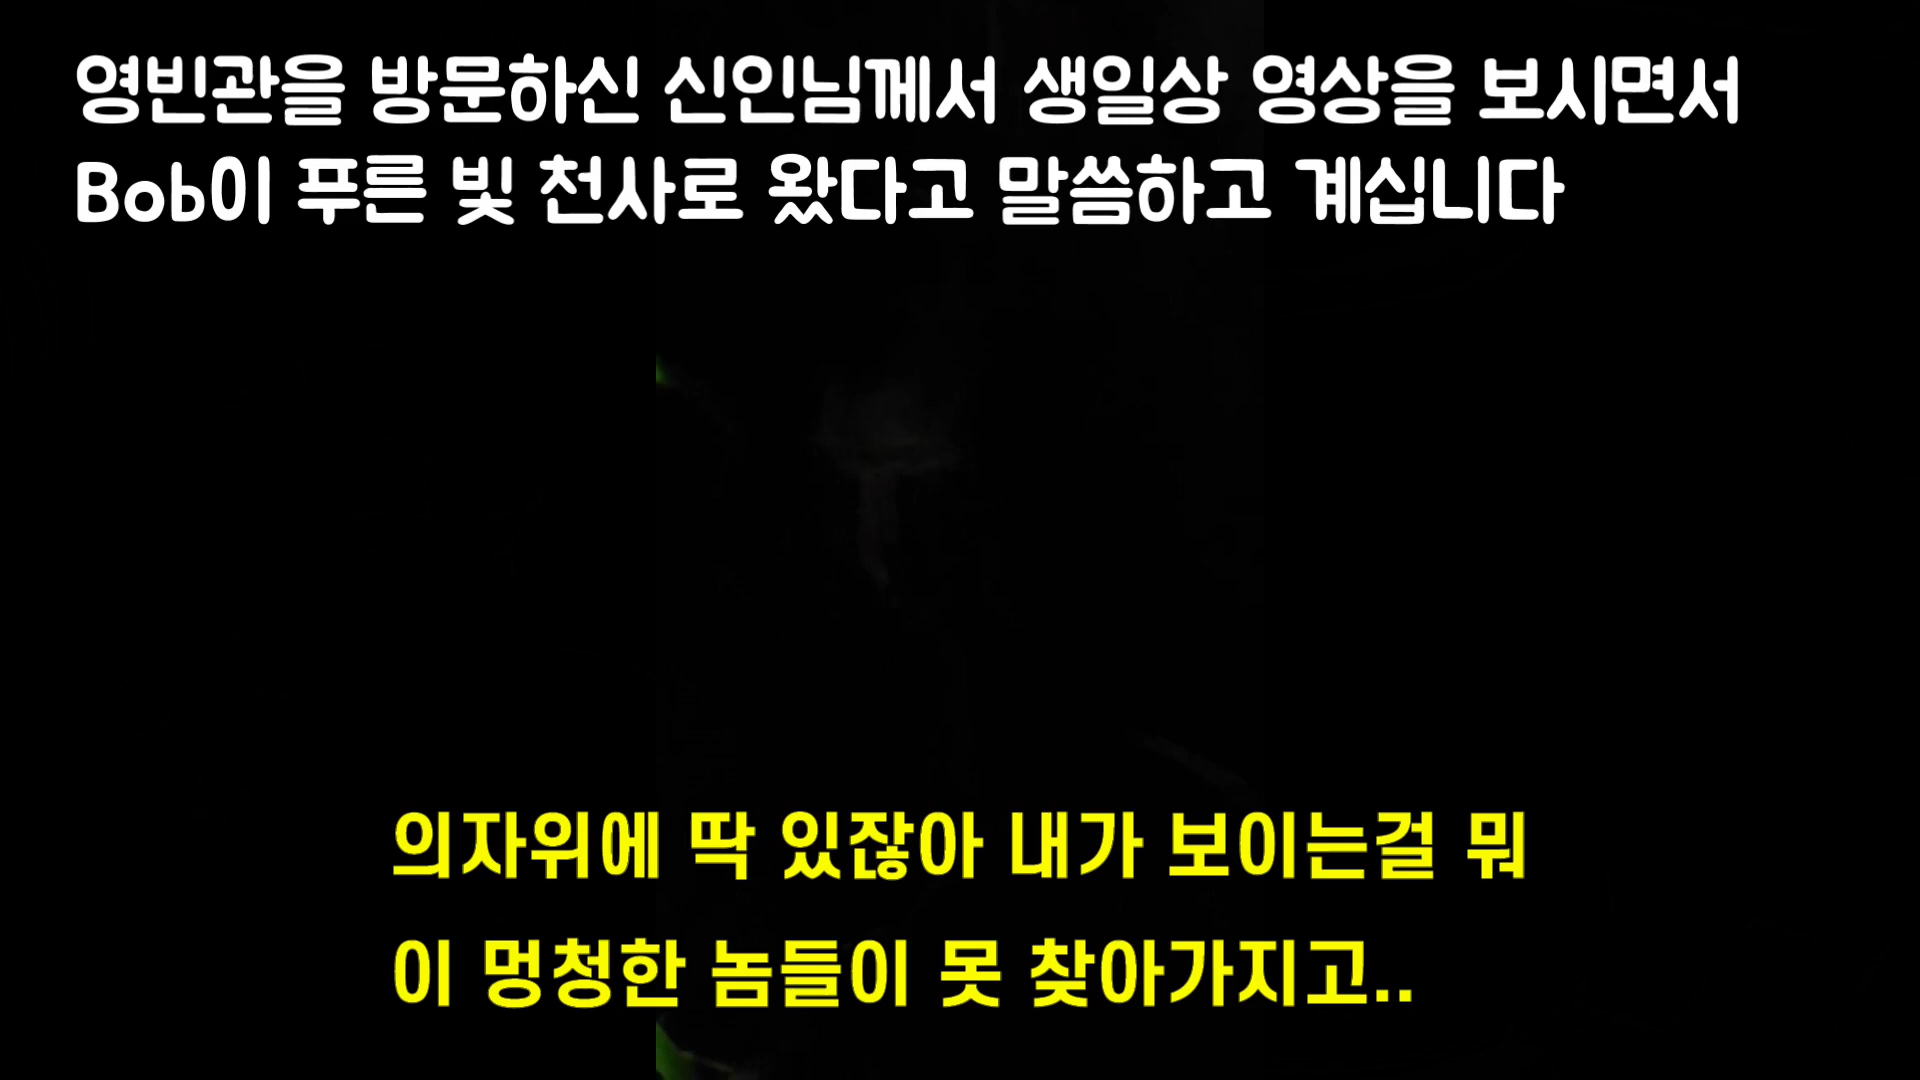 영빈관을 방문하신 신인님께서 생일상 영상을 보시면서
Bob이 푸른 빛 천사로 왔다고 말씀하고 계십니다
의자위에 딱 있잖아 내가 보이는걸 뭐
이 멍청한 놈들이 못 찾아가지고..